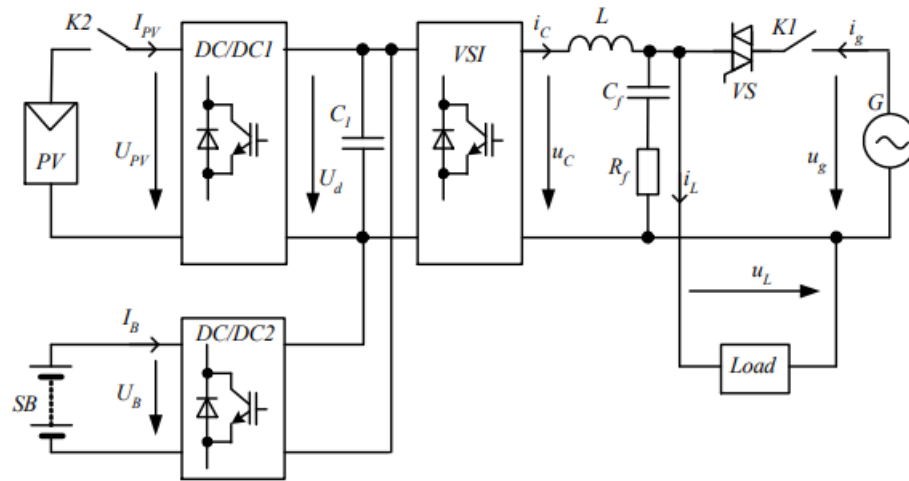 K2
I_PV
DC/DC1
VSI
i_C
L
K1
i_g
C_f
VS
G
C_1
PV
U_PV
U_d
u_C
R_f
i_L
u_g
u_L
I_B
DC/DC2
Load
SB
U_B